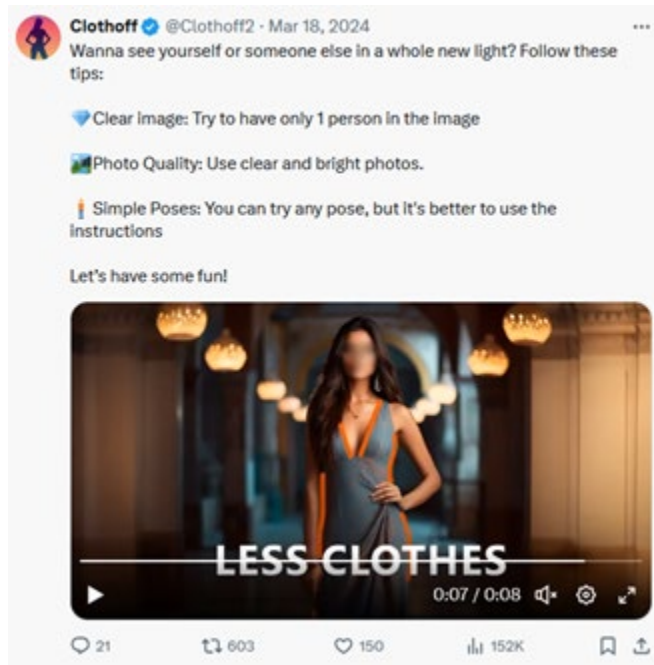 Clothoff @Clothoff2 · Mar 18, 2024
Wanna see yourself or someone else in a whole new light? Follow these
tips:
💎Clear image: Try to have only 1 person in the image
🏞️Photo Quality: Use clear and bright photos.
🧍Simple Poses: You can try any pose, but it's better to use the
instructions
Let's have some fun!
LESS CLOTHES
0:07 / 0:08
21 603 150 152K